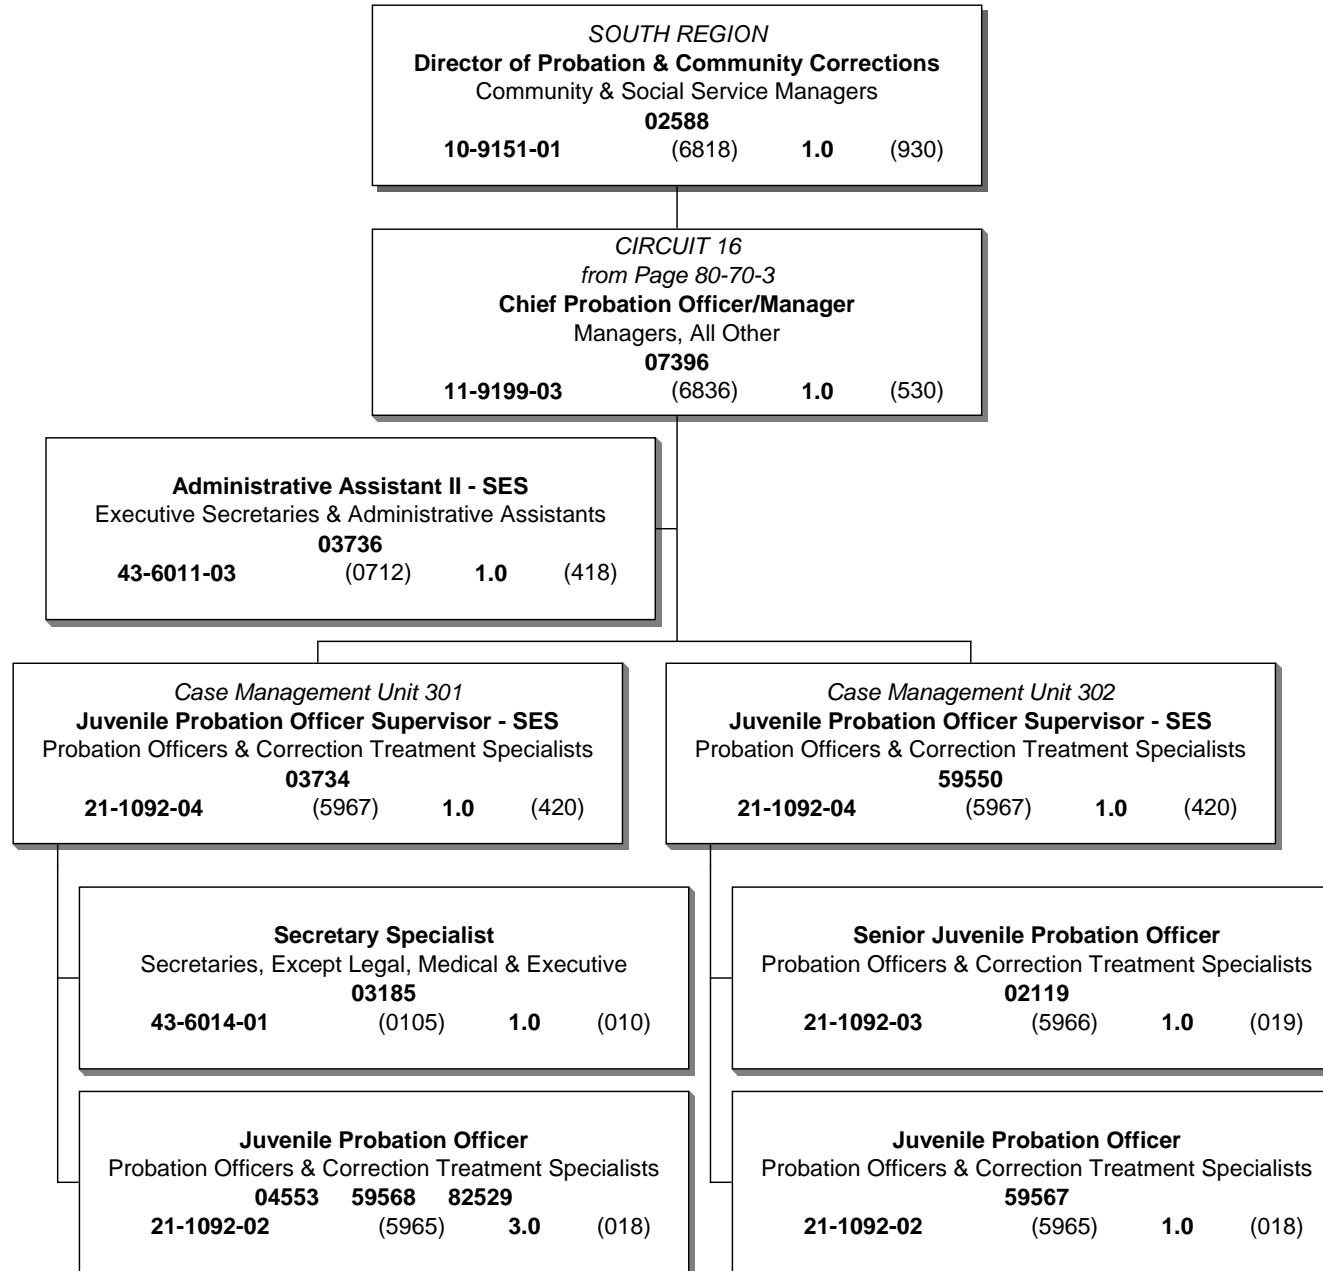 SOUTH REGION
Director of Probation & Community Corrections
Community & Social Service Managers
02588
10-9151-01 (6818) 1.0 (930)
CIRCUIT 16
from Page 80-70-3
Chief Probation Officer/Manager
Managers, All Other
07396
11-9199-03 (6836) 1.0 (530)
Administrative Assistant II - SES
Executive Secretaries & Administrative Assistants
03736
43-6011-03 (0712) 1.0 (418)
Case Management Unit 301
Juvenile Probation Officer Supervisor - SES
Probation Officers & Correction Treatment Specialists
03734
21-1092-04 (5967) 1.0 (420)
Secretary Specialist
Secretaries, Except Legal, Medical & Executive
03185
43-6014-01 (0105) 1.0 (010)
Juvenile Probation Officer
Probation Officers & Correction Treatment Specialists
04553 59568 82529
21-1092-02 (5965) 3.0 (018)
Case Management Unit 302
Juvenile Probation Officer Supervisor - SES
Probation Officers & Correction Treatment Specialists
59550
21-1092-04 (5967) 1.0 (420)
Senior Juvenile Probation Officer
Probation Officers & Correction Treatment Specialists
02119
21-1092-03 (5966) 1.0 (019)
Juvenile Probation Officer
Probation Officers & Correction Treatment Specialists
59567
21-1092-02 (5965) 1.0 (018)